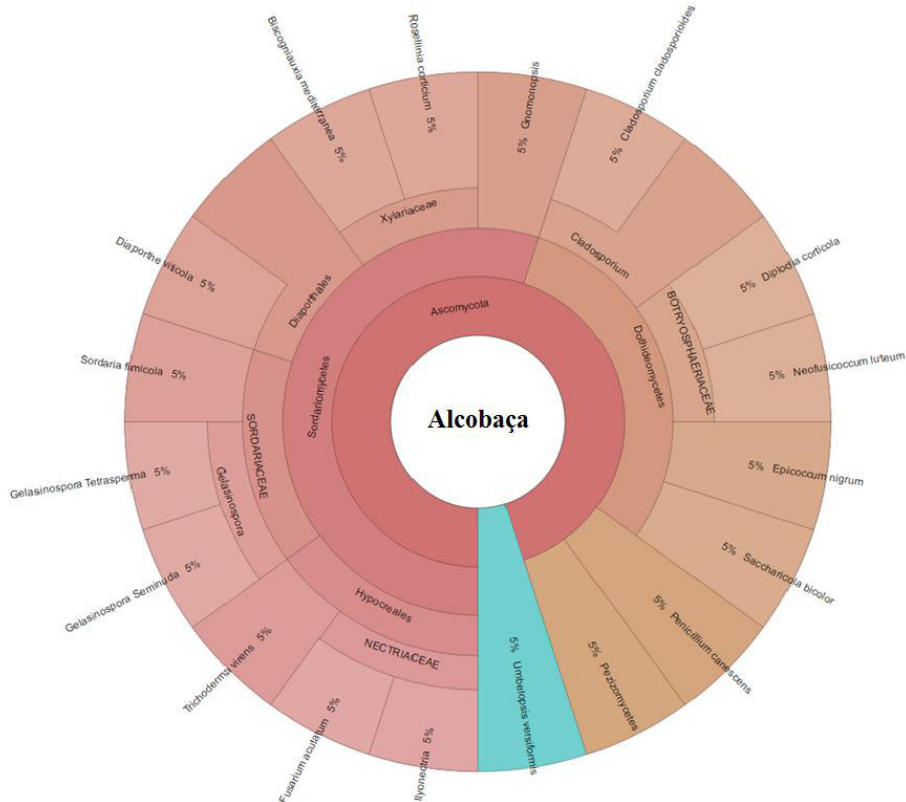 Alcobaça
Ascomycota
Sordariomycetes
Dothideomycetes
Diaporthales
Xylariaceae
Cladosporium
BOTRYOSPHAERIACEAE
SORDARIACEAE
Gelasinospora
Hypocreales
NECTRIACEAE
Rosellinia corticium 5%
5% Gnomonopsis
5% Cladosporium cladosporioides
5% Diplodia corticola
5% Neofusicoccum luteum
5% Epicoccum nigrum
5% Saccharicola bicolor
5% Penicillium canescens
5% Pezizomycetes
5% Umbelopsis versiformis
Ilyonectria 5%
Fusarium acutatum 5%
Trichoderma virens 5%
Gelasinospora Seminuda 5%
Gelasinospora Tetrasperma 5%
Sordaria fimicola 5%
Diaporthe viticola 5%
Biscogniauxia mediterranea 5%